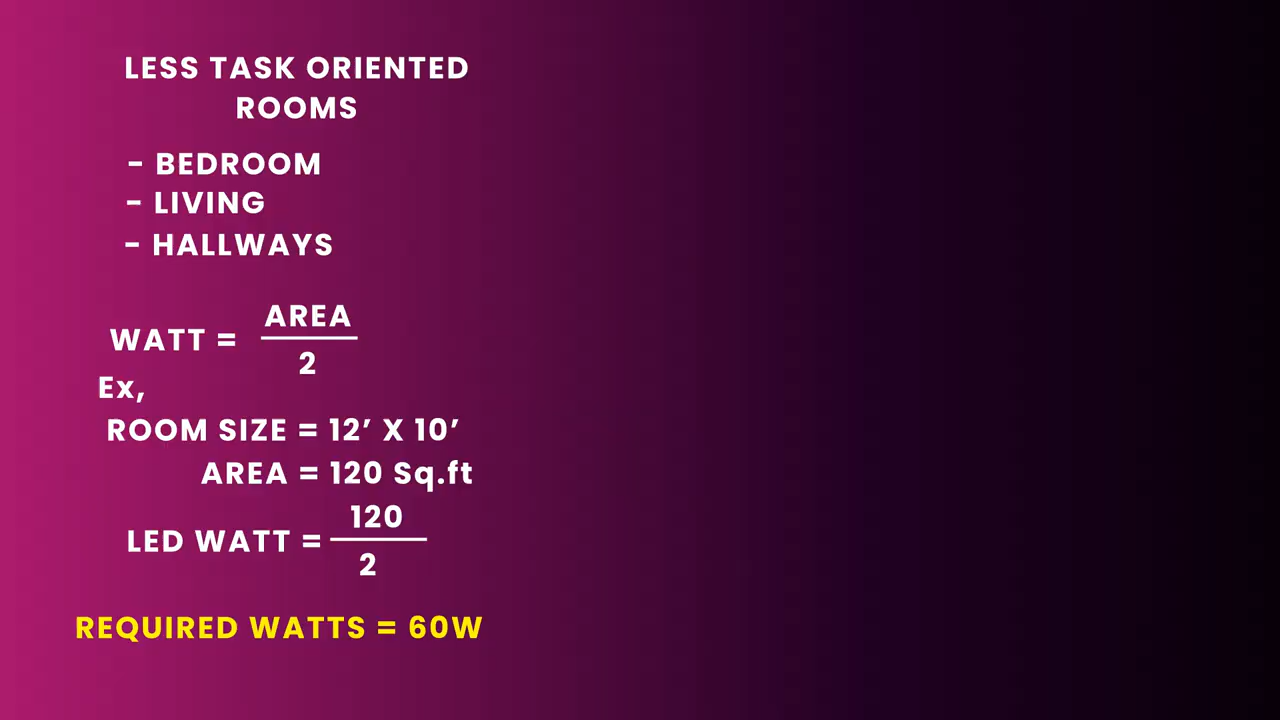 LESS TASK ORIENTED
ROOMS
- BEDROOM
- LIVING
- HALLWAYS
WATT = AREA
2
Ex,
ROOM SIZE = 12’ X 10’
AREA = 120 Sq.ft
LED WATT = 120
2
REQUIRED WATTS = 60W